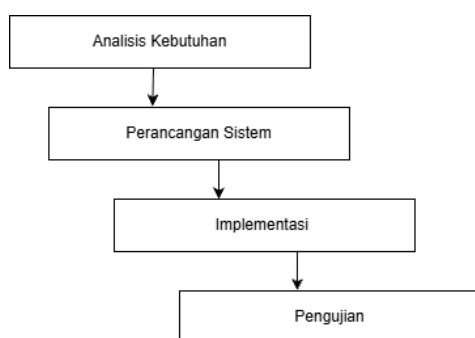 Analisis Kebutuhan
Perancangan Sistem
Implementasi
Pengujian